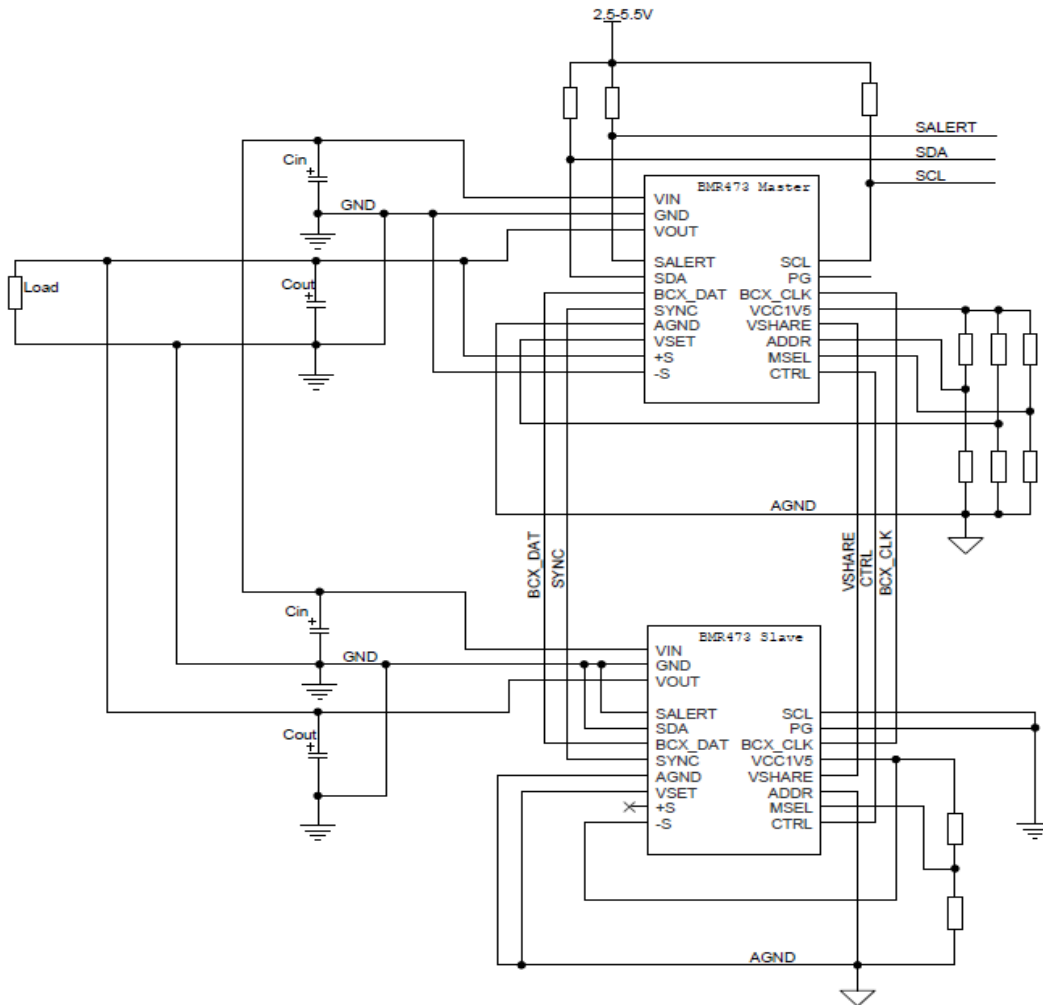 2.5-5.5V
SALERT
SDA
SCL
Cin
GND
BMR473 Master
VIN
GND
VOUT
SALERT SCL
SDA PG
BCX_DAT BCX_CLK
SYNC VCC1V5
AGND VSHARE
VSET ADDR
+S MSEL
-S CTRL
Load
Cout
AGND
BCX_DAT
SYNC
VSHARE
CTRL
BCX_CLK
Cin
GND
BMR473 Slave
VIN
GND
VOUT
SALERT SCL
SDA PG
BCX_DAT BCX_CLK
SYNC VCC1V5
AGND VSHARE
VSET ADDR
+S MSEL
-S CTRL
Cout
AGND